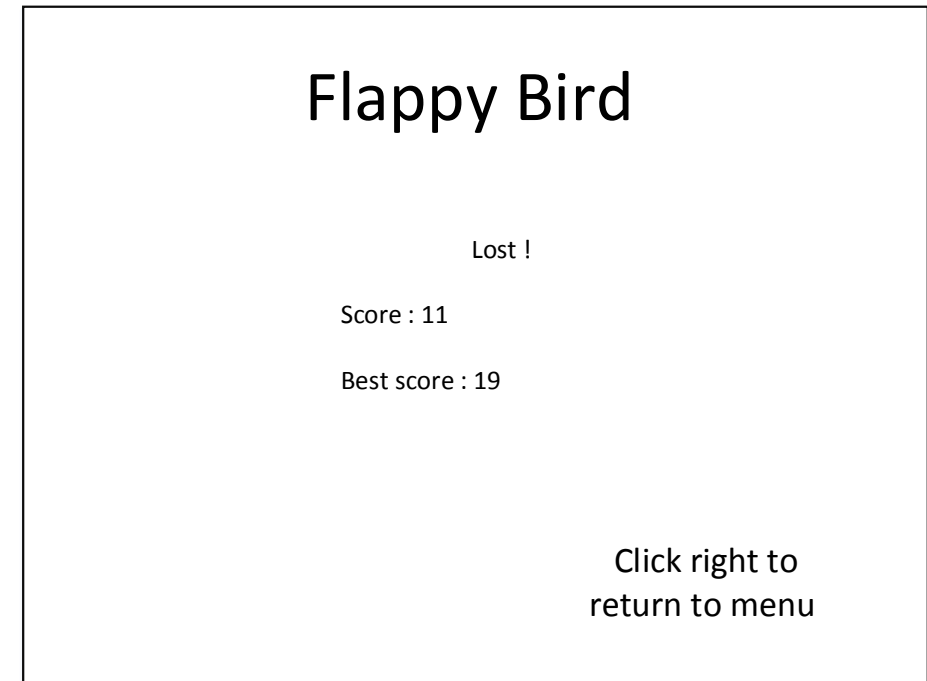 Flappy Bird
Lost !
Score : 11
Best score : 19
Click right to
return to menu